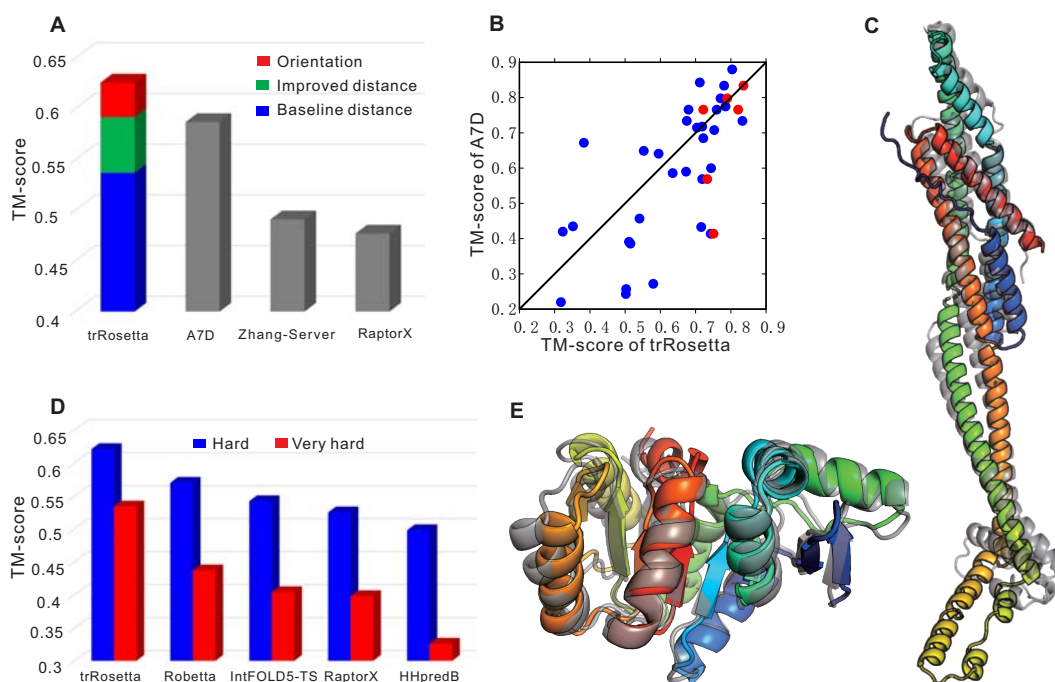 A
TM-score
0.65
0.6
0.55
0.5
0.45
0.4
Orientation
Improved distance
Baseline distance
trRosetta A7D Zhang-Server RaptorX
B
TM-score of A7D
0.9
0.8
0.7
0.6
0.5
0.4
0.3
0.2
0.2 0.3 0.4 0.5 0.6 0.7 0.8 0.9
TM-score of trRosetta
C
D
TM-score
0.65
0.6
0.55
0.5
0.45
0.4
0.35
0.3
Hard Very hard
trRosetta Robetta IntFOLD5-TS RaptorX HHpredB
E